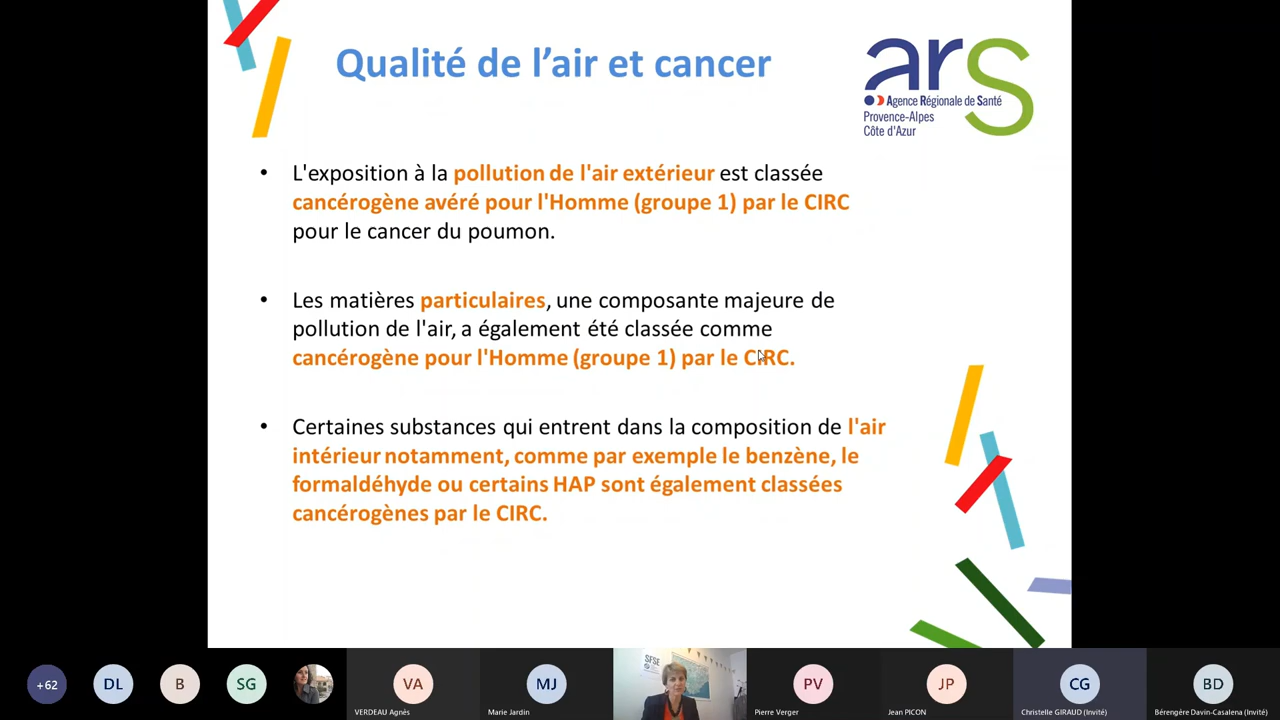 Qualité de l’air et cancer
ars
Agence Régionale de Santé
Provence-Alpes
Côte d'Azur
• L'exposition à la pollution de l'air extérieur est classée
cancérogène avéré pour l'Homme (groupe 1) par le CIRC
pour le cancer du poumon.
• Les matières particulaires, une composante majeure de
pollution de l'air, a également été classée comme
cancérogène pour l'Homme (groupe 1) par le CIRC.
• Certaines substances qui entrent dans la composition de l'air
intérieur notamment, comme par exemple le benzène, le
formaldéhyde ou certains HAP sont également classées
cancérogènes par le CIRC.
+62
DL
B
SG
VA
VERDEAU Agnès
MJ
Marie Jardin
SFSE
PV
Pierre Verger
JP
Jean PICON
CG
Christelle GIRAUD (Invité)
BD
Bérengère Davin-Casalena (Invité)